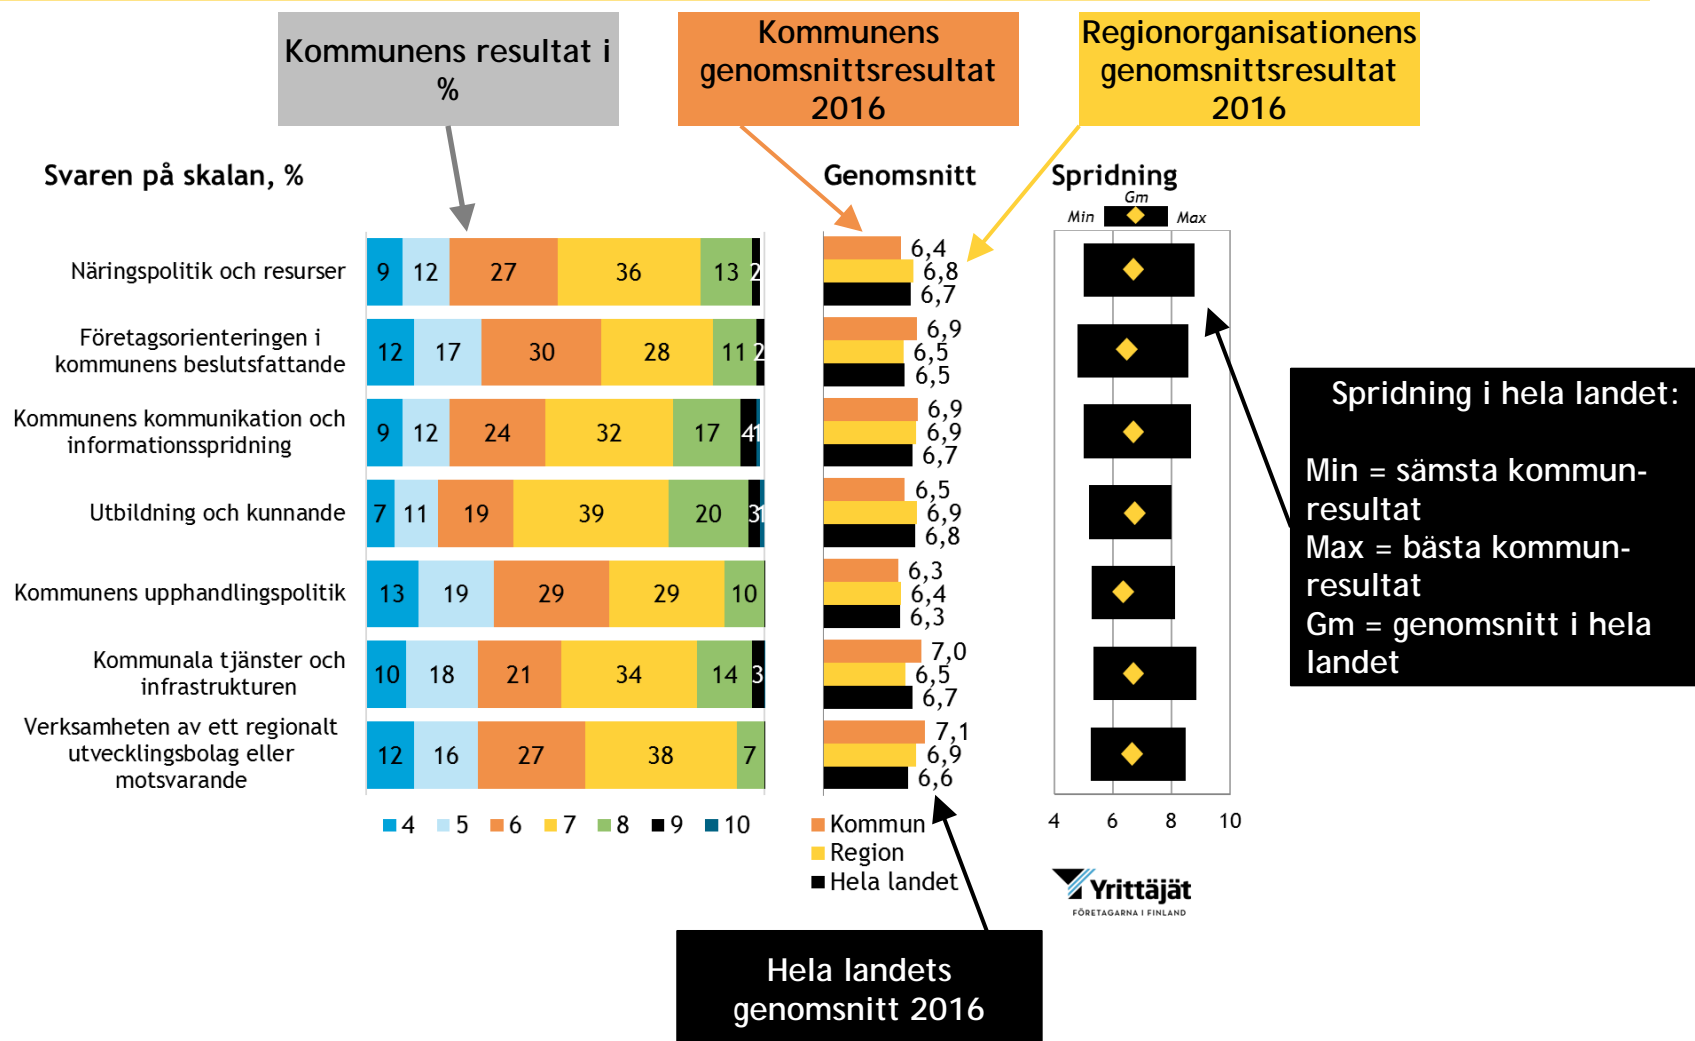 Kommunens resultat i
%
Kommunens
genomsnittsresultat
2016
Regionorganisationens
genomsnittsresultat
2016
Svaren på skalan, %
Genomsnitt
Spridning
Gm
Min
Max
Näringspolitik och resurser
9 12 27 36 13 2
6,4
6,8
6,7
Företagsorienteringen i
kommunens beslutsfattande
12 17 30 28 11 2
6,9
6,5
6,5
Kommunens kommunikation och
informationsspridning
9 12 24 32 17 4 1
6,9
6,9
6,7
Utbildning och kunnande
7 11 19 39 20 3 1
6,5
6,9
6,8
Kommunens upphandlingspolitik
13 19 29 29 10
6,3
6,4
6,3
Kommunala tjänster och
infrastrukturen
10 18 21 34 14 3
7,0
6,5
6,7
Verksamheten av ett regionalt
utvecklingsbolag eller
motsvarande
12 16 27 38 7
7,1
6,9
6,6
4 5 6 7 8 9 10
Kommun
Region
Hela landet
4 6 8 10
Spridning i hela landet:
Min = sämsta kommun-
resultat
Max = bästa kommun-
resultat
Gm = genomsnitt i hela
landet
Yrittäjät
FÖRETAGARNA I FINLAND
Hela landets
genomsnitt 2016